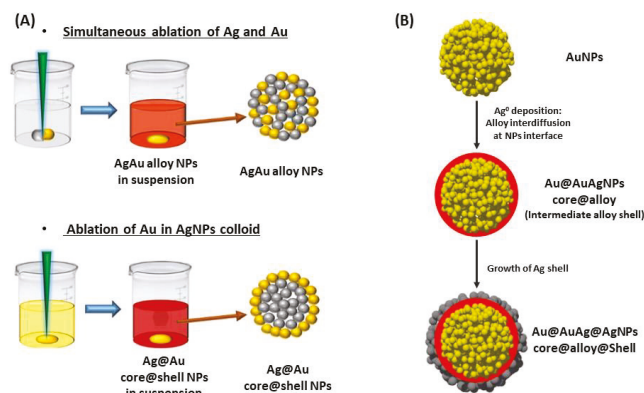 (A)
• Simultaneous ablation of Ag and Au
AgAu alloy NPs
in suspension
AgAu alloy NPs
• Ablation of Au in AgNPs colloid
Ag@Au
core@shell NPs
in suspension
Ag@Au
core@shell NPs
(B)
AuNPs
Ag⁰ deposition:
Alloy interdiffusion
at NPs interface
Au@AuAgNPs
core@alloy
(Intermediate alloy shell)
Growth of Ag shell
Au@AuAg@AgNPs
core@alloy@Shell